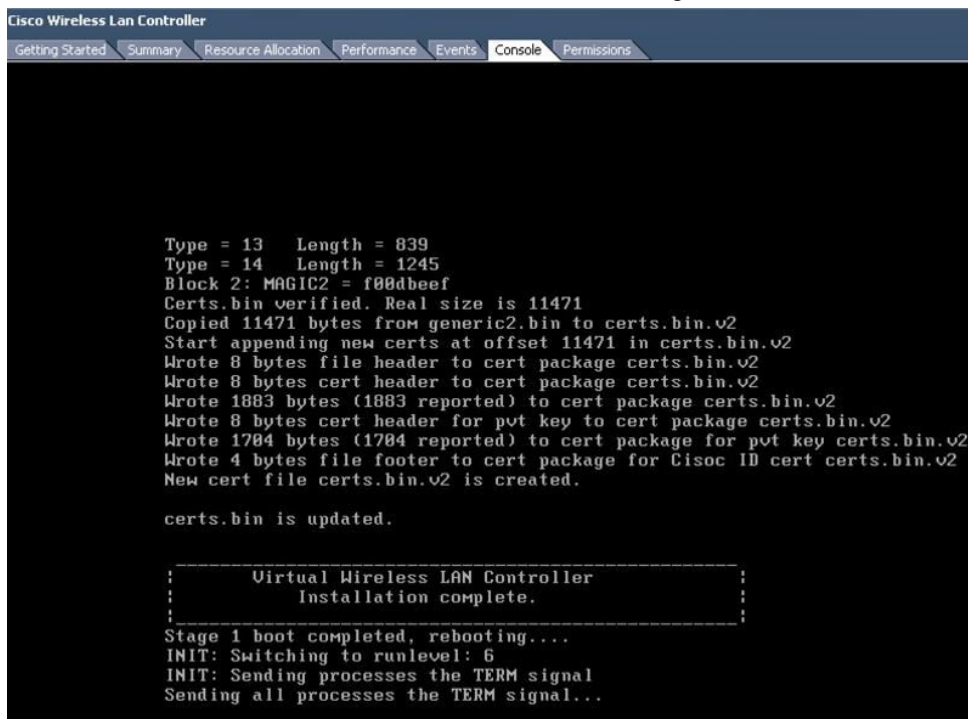 Cisco Wireless Lan Controller
Getting Started Summary Resource Allocation Performance Events Console Permissions
Type = 13 Length = 839
Type = 14 Length = 1245
Block 2: MAGIC2 = f00dbeef
Certs.bin verified. Real size is 11471
Copied 11471 bytes from generic2.bin to certs.bin.v2
Start appending new certs at offset 11471 in certs.bin.v2
Wrote 8 bytes file header to cert package certs.bin.v2
Wrote 8 bytes cert header to cert package certs.bin.v2
Wrote 1883 bytes (1883 reported) to cert package certs.bin.v2
Wrote 8 bytes cert header for pvt key to cert package certs.bin.v2
Wrote 1704 bytes (1704 reported) to cert package for pvt key certs.bin.v2
Wrote 4 bytes file footer to cert package for Cisoc ID cert certs.bin.v2
New cert file certs.bin.v2 is created.
certs.bin is updated.
Virtual Wireless LAN Controller
Installation complete.
Stage 1 boot completed, rebooting....
INIT: Switching to runlevel: 6
INIT: Sending processes the TERM signal
Sending all processes the TERM signal...